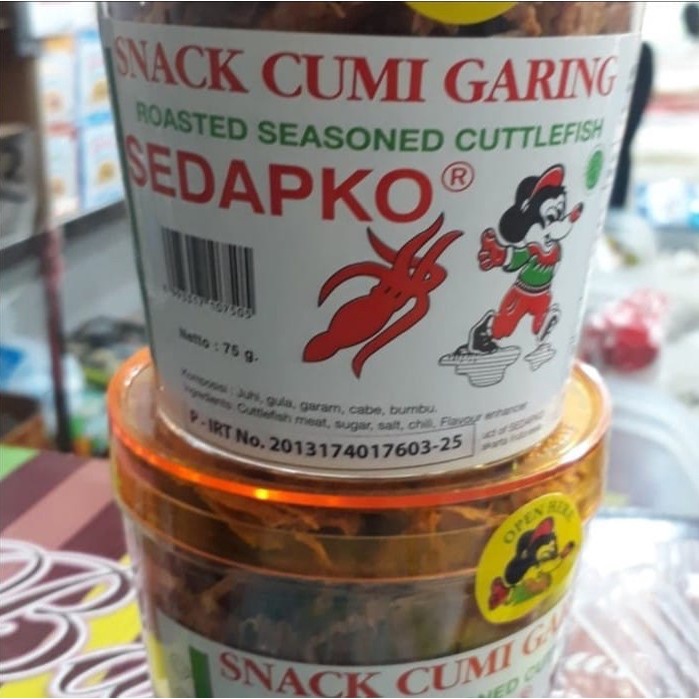 SNACK CUMI GARING
ROASTED SEASONED CUTTLEFISH
SEDAPKO®
Netto : 75 g.
Komposisi : Juhi, gula, garam, cabe, bumbu.
Ingredients: Cuttlefish meat, sugar, salt, chili, Flavour enhancer
P - IRT No. 2013174017603-25
OPEN HERE
SNACK CUMI GA